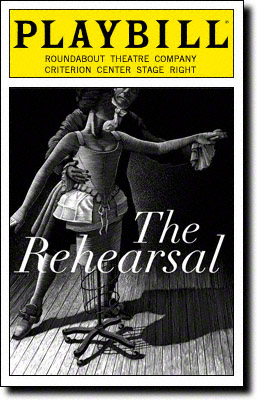 PLAYBILL
ROUNDABOUT THEATRE COMPANY
CRITERION CENTER STAGE RIGHT
The
Rehearsal